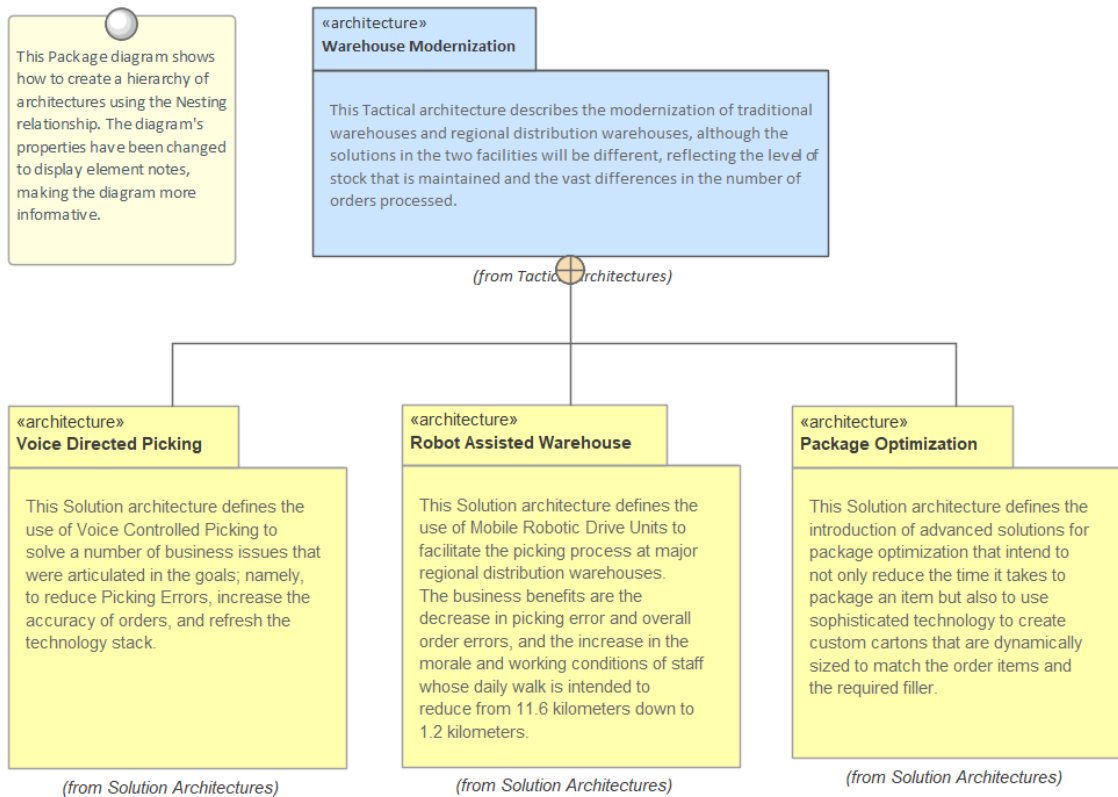 This Package diagram shows
how to create a hierarchy of
architectures using the Nesting
relationship. The diagram's
properties have been changed
to display element notes,
making the diagram more
informative.
«architecture»
Warehouse Modernization
This Tactical architecture describes the modernization of traditional
warehouses and regional distribution warehouses, although the
solutions in the two facilities will be different, reflecting the level of
stock that is maintained and the vast differences in the number of
orders processed.
(from Tactical Architectures)
«architecture»
Voice Directed Picking
This Solution architecture defines the
use of Voice Controlled Picking to
solve a number of business issues that
were articulated in the goals; namely,
to reduce Picking Errors, increase the
accuracy of orders, and refresh the
technology stack.
(from Solution Architectures)
«architecture»
Robot Assisted Warehouse
This Solution architecture defines the
use of Mobile Robotic Drive Units to
facilitate the picking process at major
regional distribution warehouses.
The business benefits are the
decrease in picking error and overall
order errors, and the increase in the
morale and working conditions of staff
whose daily walk is intended to
reduce from 11.6 kilometers down to
1.2 kilometers.
(from Solution Architectures)
«architecture»
Package Optimization
This Solution architecture defines the
introduction of advanced solutions for
package optimization that intend to
not only reduce the time it takes to
package an item but also to use
sophisticated technology to create
custom cartons that are dynamically
sized to match the order items and
the required filler.
(from Solution Architectures)